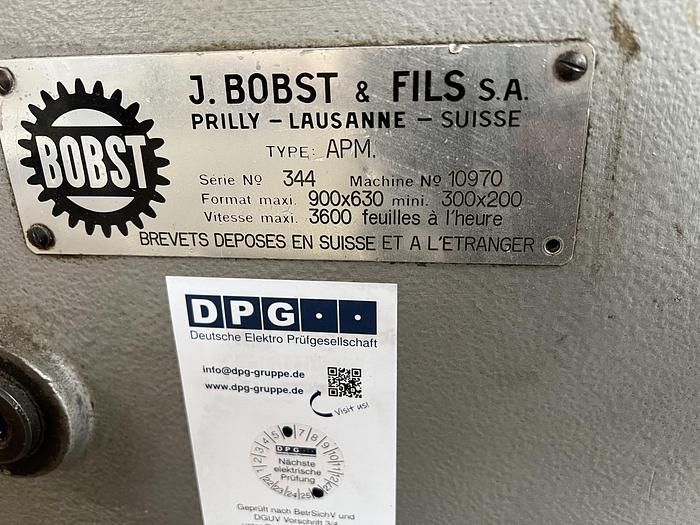 BOBST
J. BOBST & FILS S.A.
PRILLY – LAUSANNE – SUISSE
TYPE: APM.
Série No 344 Machine No 10970
Format maxi. 900x630 mini. 300x200
Vitesse maxi. 3600 feuilles à l'heure
BREVETS DEPOSES EN SUISSE ET A L'ETRANGER
DPG··
Deutsche Elektro Prüfgesellschaft
info@dpg-gruppe.de
www.dpg-gruppe.de
Visit us!
DPG··
Nächste
elektrische
Prüfung
Geprüft nach BetrSichV und
DGUV Vorschrift 3/4